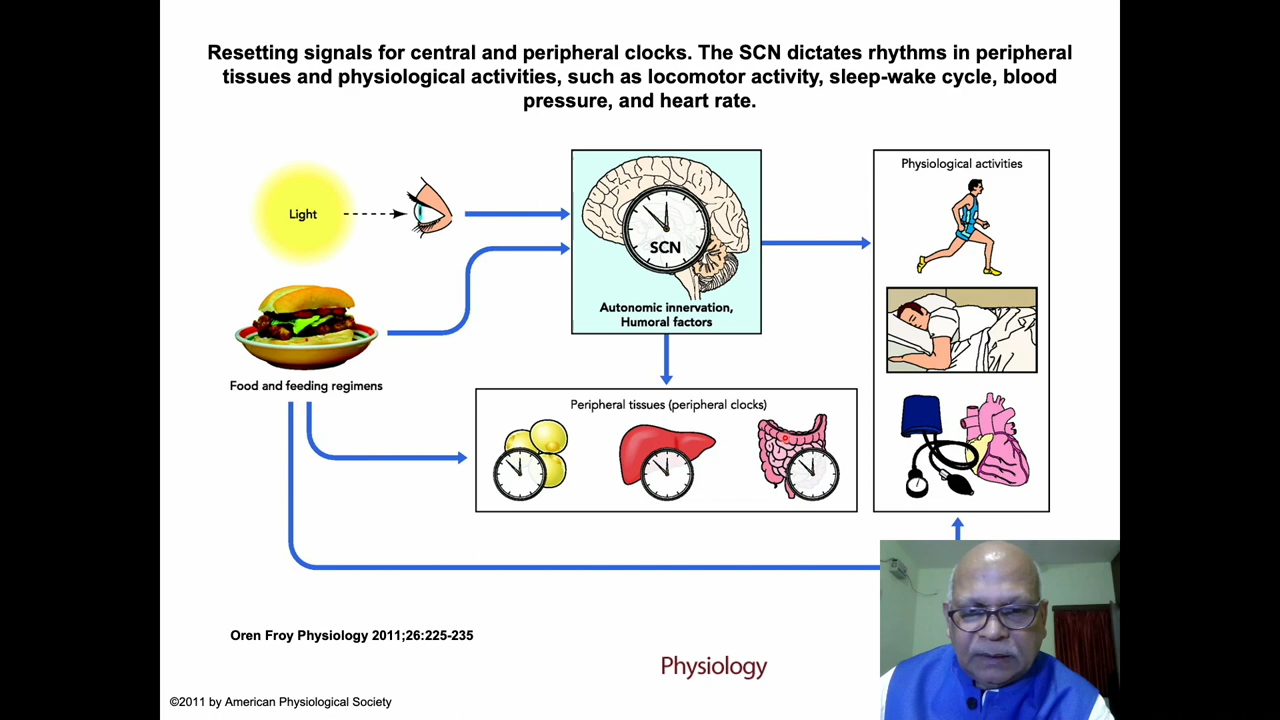 Resetting signals for central and peripheral clocks. The SCN dictates rhythms in peripheral
tissues and physiological activities, such as locomotor activity, sleep-wake cycle, blood
pressure, and heart rate.
Light
SCN
Autonomic innervation,
Humoral factors
Physiological activities
Food and feeding regimens
Peripheral tissues (peripheral clocks)
Oren Froy Physiology 2011;26:225-235
Physiology
©2011 by American Physiological Society